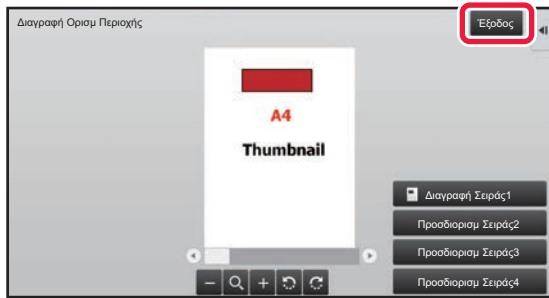 Διαγραφή Ορισμ Περιοχής
Έξοδος
A4
Thumbnail
Διαγραφή Σειράς1
Προσδιορισμ Σειράς2
Προσδιορισμ Σειράς3
Προσδιορισμ Σειράς4